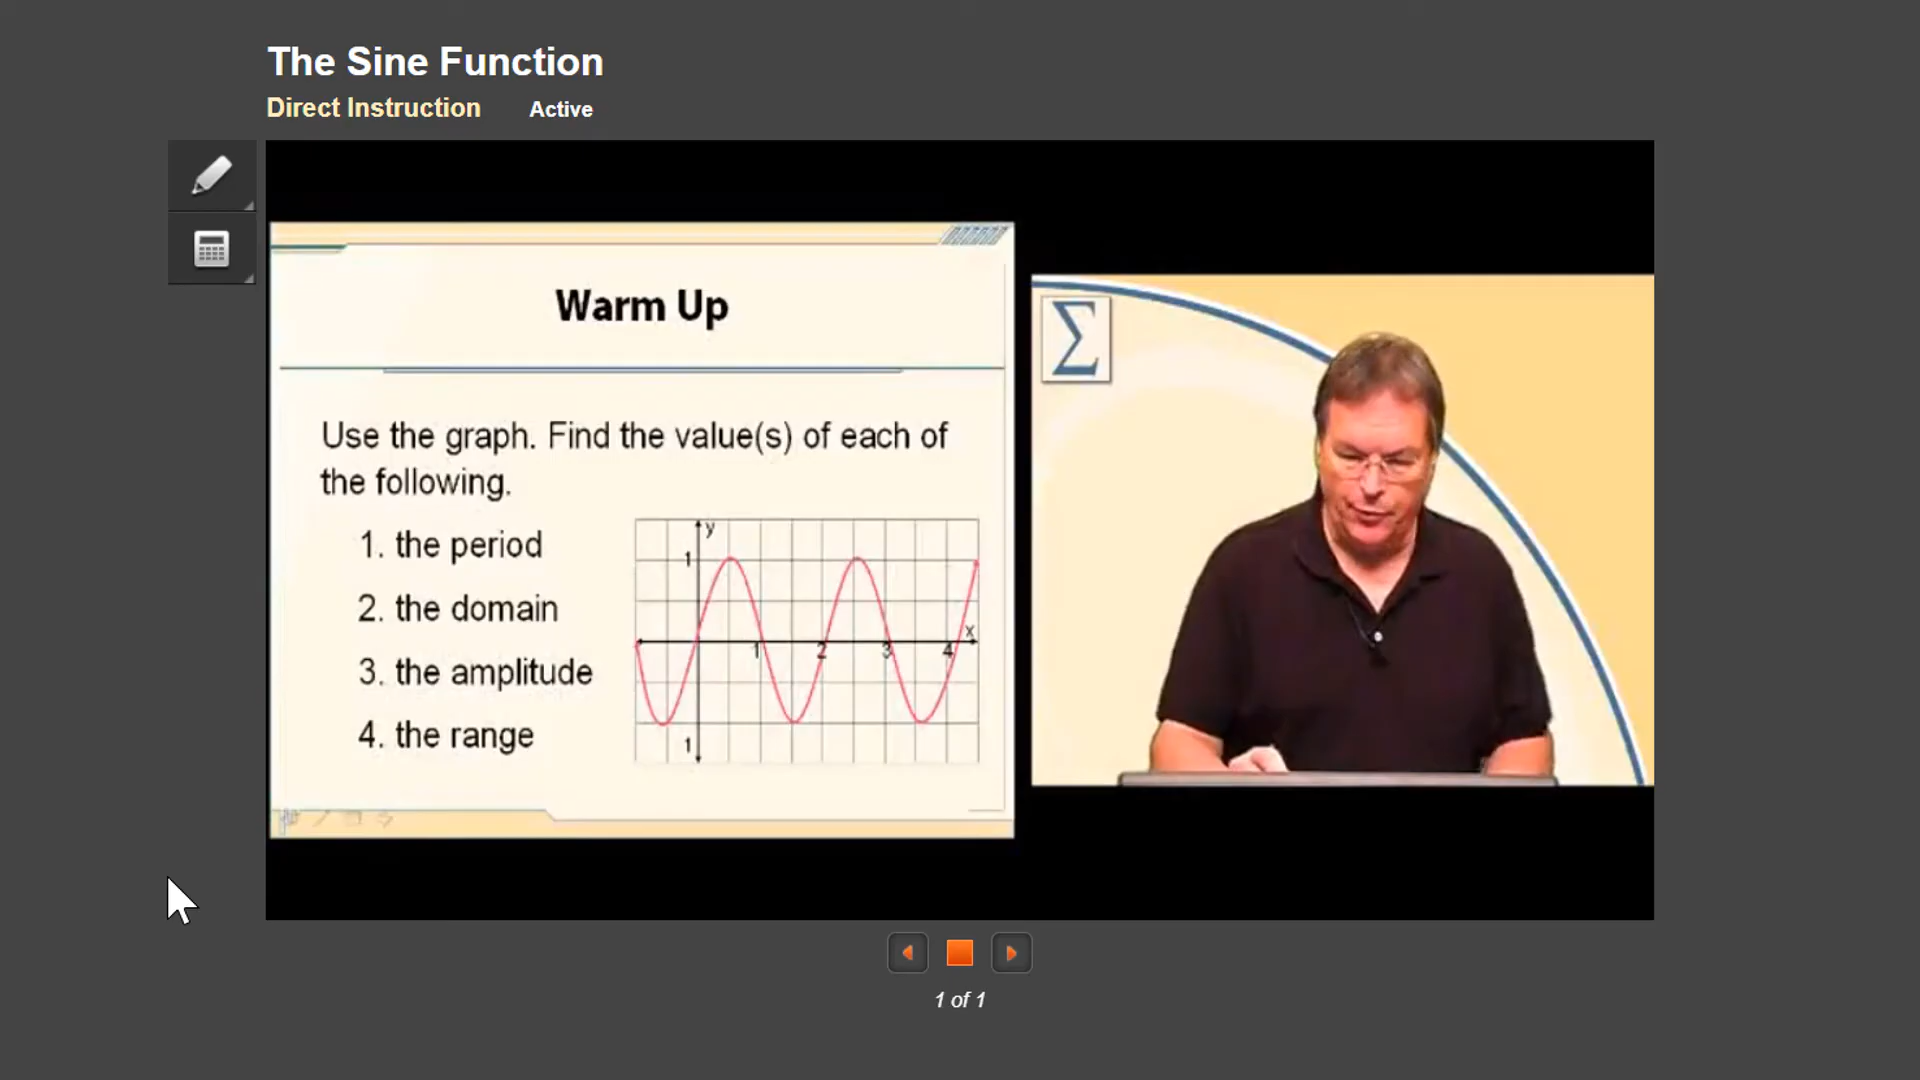 The Sine Function
Direct Instruction Active
Warm Up
Use the graph. Find the value(s) of each of
the following.
1. the period
2. the domain
3. the amplitude
4. the range
y
1
x
1 2 3 4
1
Σ
1 of 1